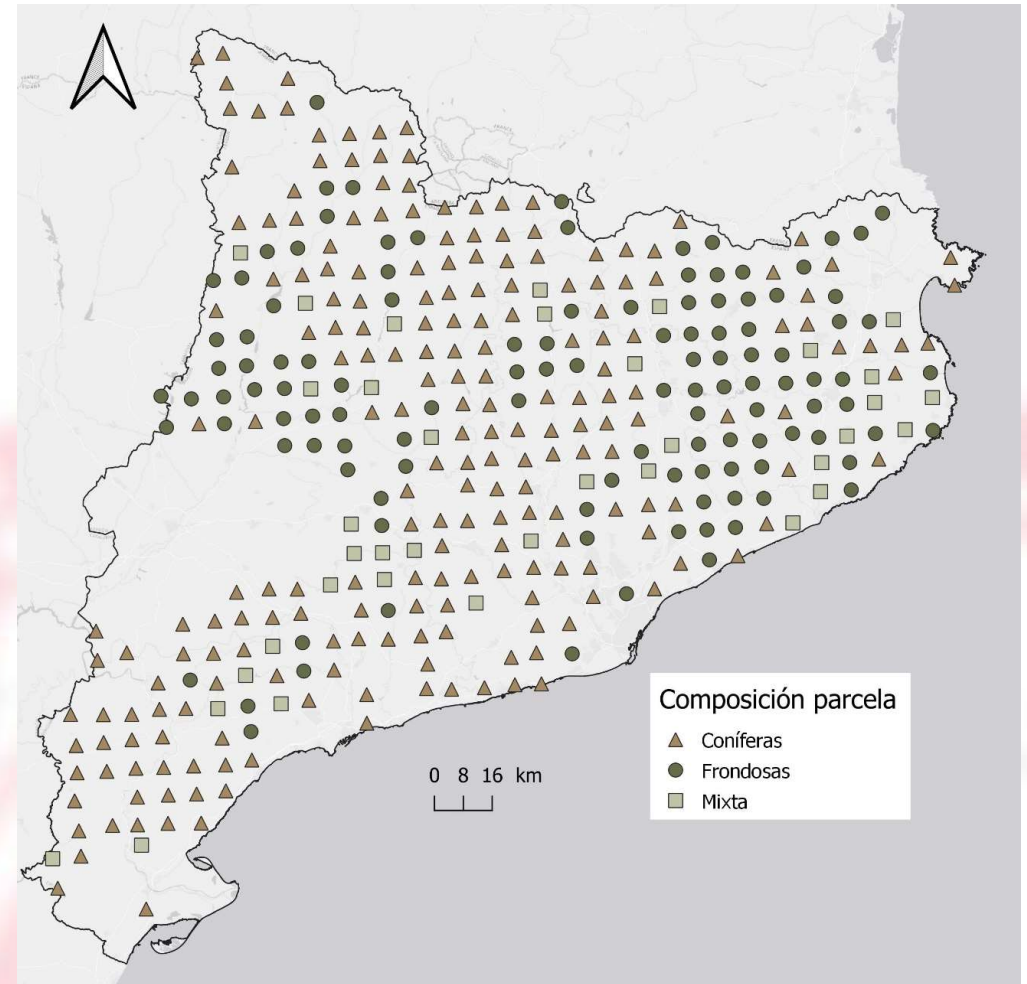 Composición parcela
Coníferas
Frondosas
Mixta
0 8 16 km